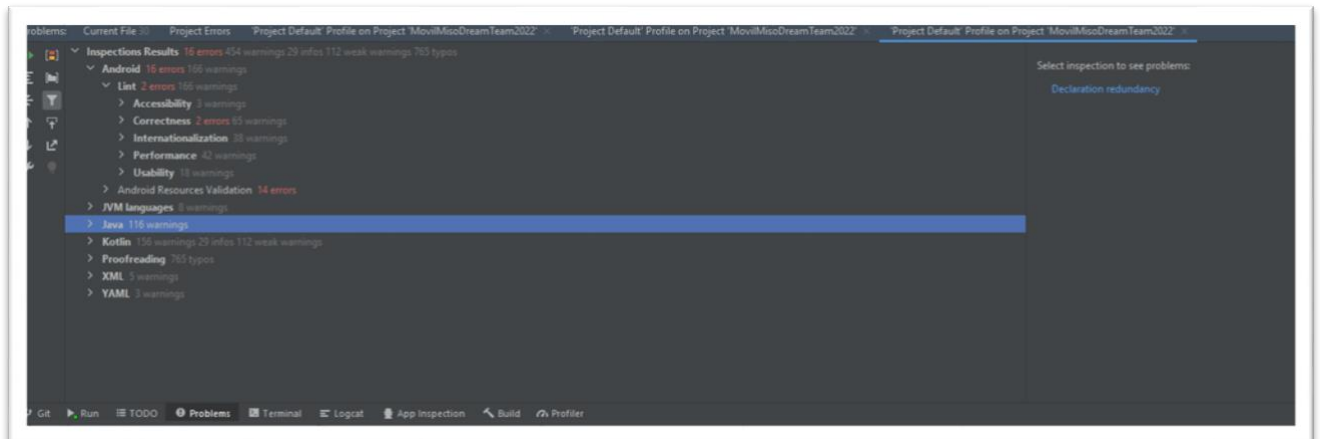 Problems: Current File 30 Project Errors 'Project Default' Profile on Project 'MovilMisoDreamTeam2022' 'Project Default' Profile on Project 'MovilMisoDreamTeam2022' 'Project Default' Profile on Project 'MovilMisoDreamTeam2022'
Inspections Results 16 errors 454 warnings 29 infos 112 weak warnings 765 typos
Select inspection to see problems:
Android 16 errors 166 warnings
Lint 2 errors 166 warnings
Declaration redundancy
Accessibility 3 warnings
Correctness 2 errors 65 warnings
Internationalization 38 warnings
Performance 42 warnings
Usability 18 warnings
Android Resources Validation 14 errors
JVM languages 8 warnings
Java 116 warnings
Kotlin 156 warnings 29 infos 112 weak warnings
Proofreading 765 typos
XML 5 warnings
YAML 3 warnings
Git Run TODO Problems Terminal Logcat App Inspection Build Profiler